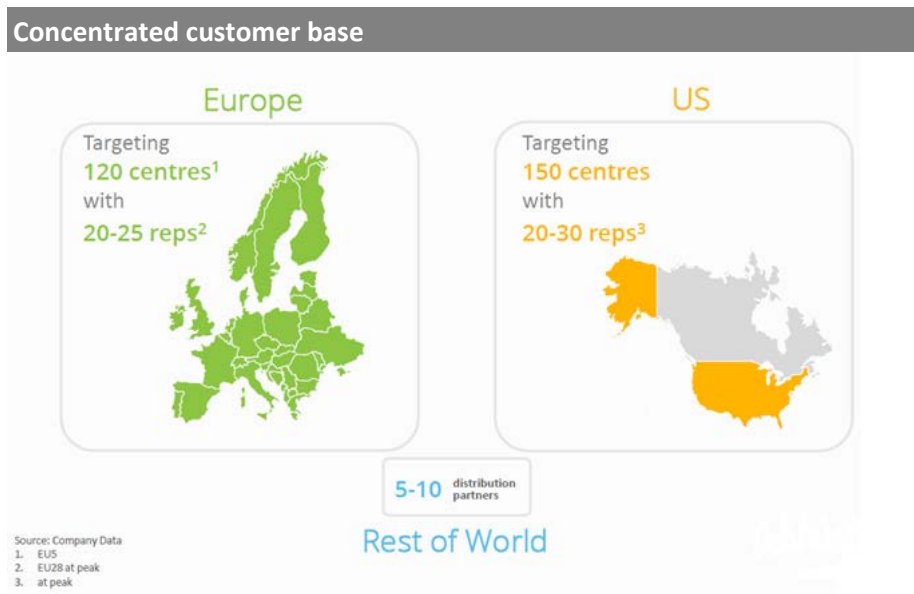 Concentrated customer base
Europe
Targeting
120 centres¹
with
20-25 reps²
US
Targeting
150 centres
with
20-30 reps³
5-10 distribution
partners
Rest of World
Source: Company Data
1. EU5
2. EU28 at peak
3. at peak